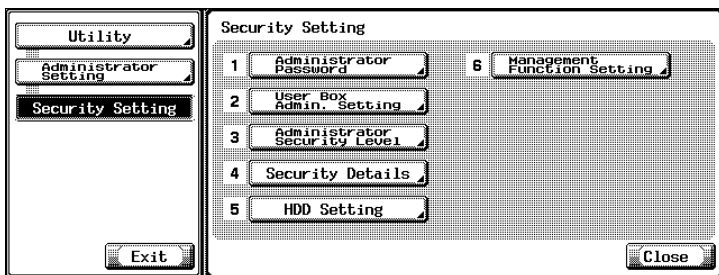 Utility
Administrator
Setting
Security Setting
Exit
Security Setting
1 Administrator
Password
2 User Box
Admin. Setting
3 Administrator
Security Level
4 Security Details
5 HDD Setting
6 Management
Function Setting
Close